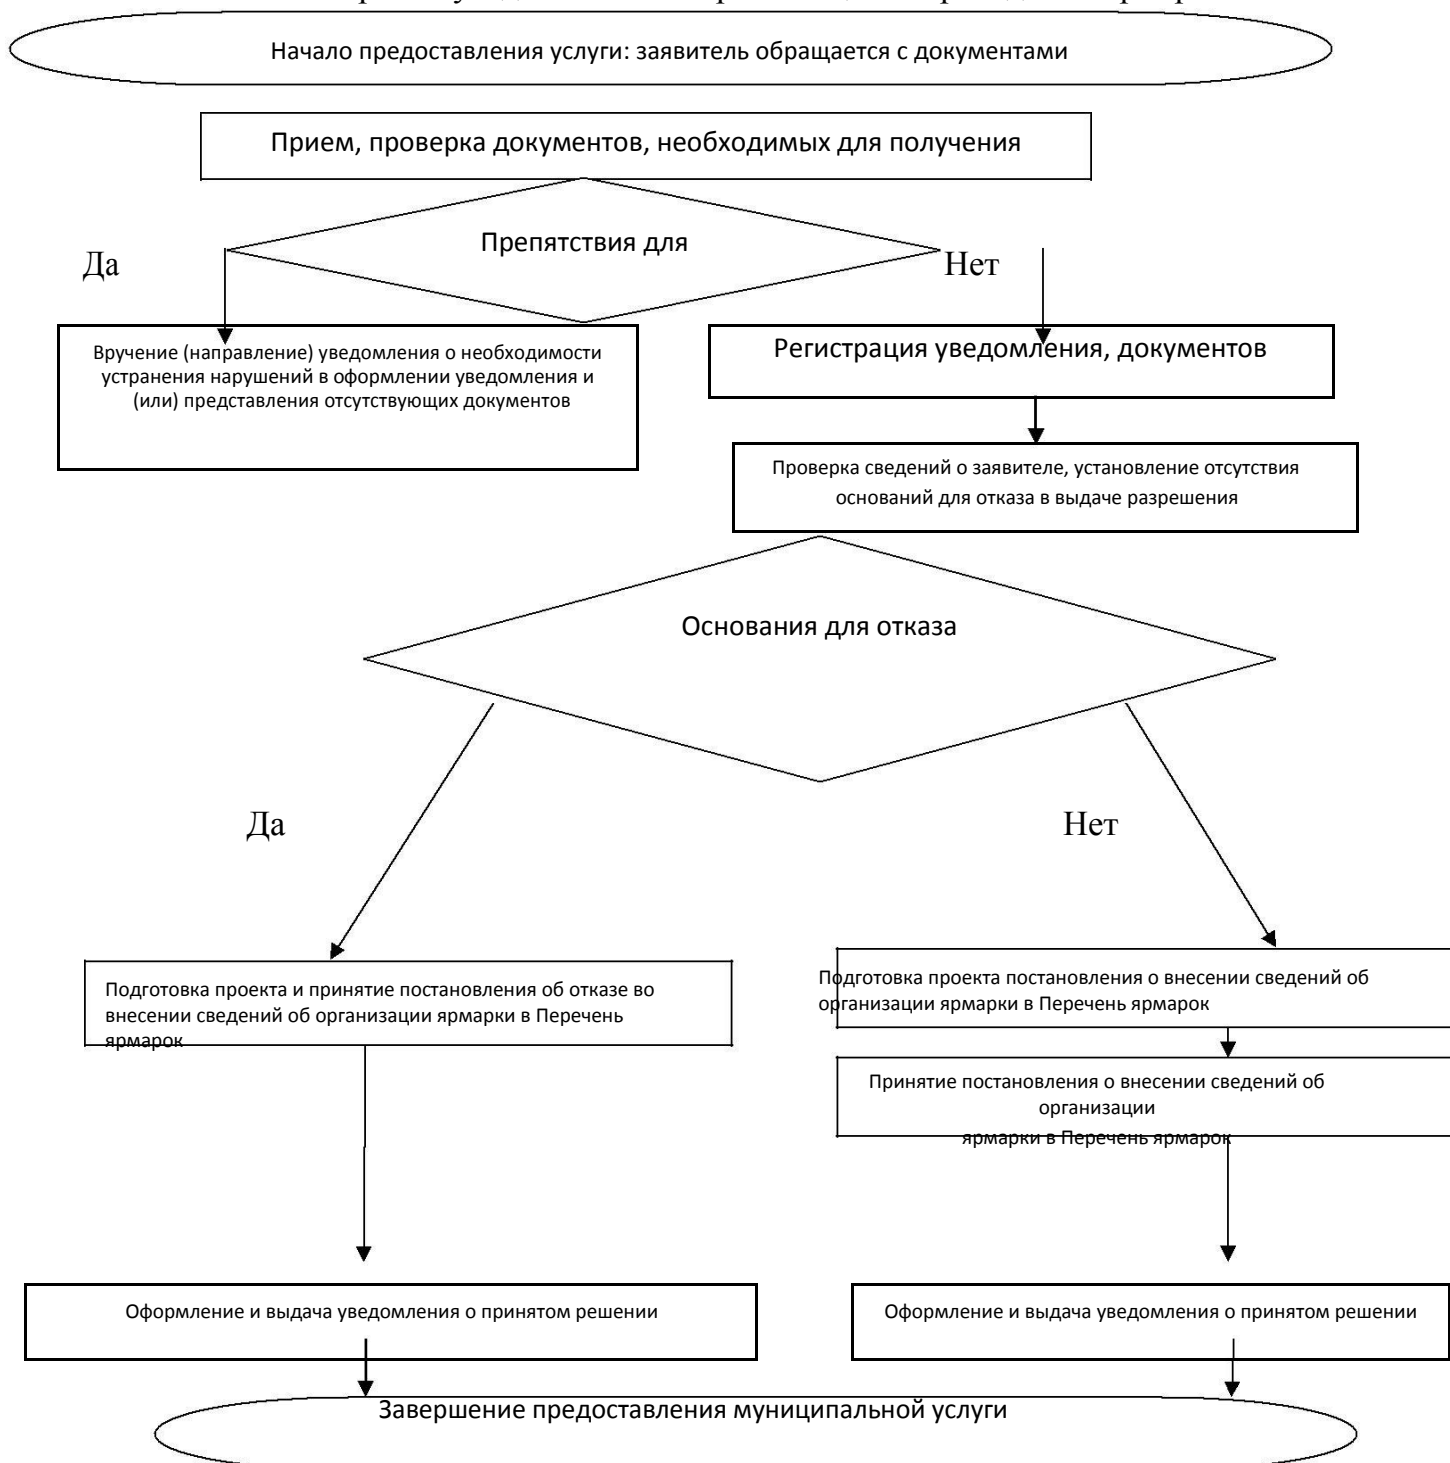 Начало предоставления услуги: заявитель обращается с документами
Прием, проверка документов, необходимых для получения
Препятствия для
Да
Нет
Вручение (направление) уведомления о необходимости
устранения нарушений в оформлении уведомления и
(или) представления отсутствующих документов
Регистрация уведомления, документов
Проверка сведений о заявителе, установление отсутствия
оснований для отказа в выдаче разрешения
Основания для отказа
Да
Нет
Подготовка проекта и принятие постановления об отказе во
внесении сведений об организации ярмарки в Перечень
ярмарок
Подготовка проекта постановления о внесении сведений об
организации ярмарки в Перечень ярмарок
Принятие постановления о внесении сведений об
организации
ярмарки в Перечень ярмарок
Оформление и выдача уведомления о принятом решении
Оформление и выдача уведомления о принятом решении
Завершение предоставления муниципальной услуги